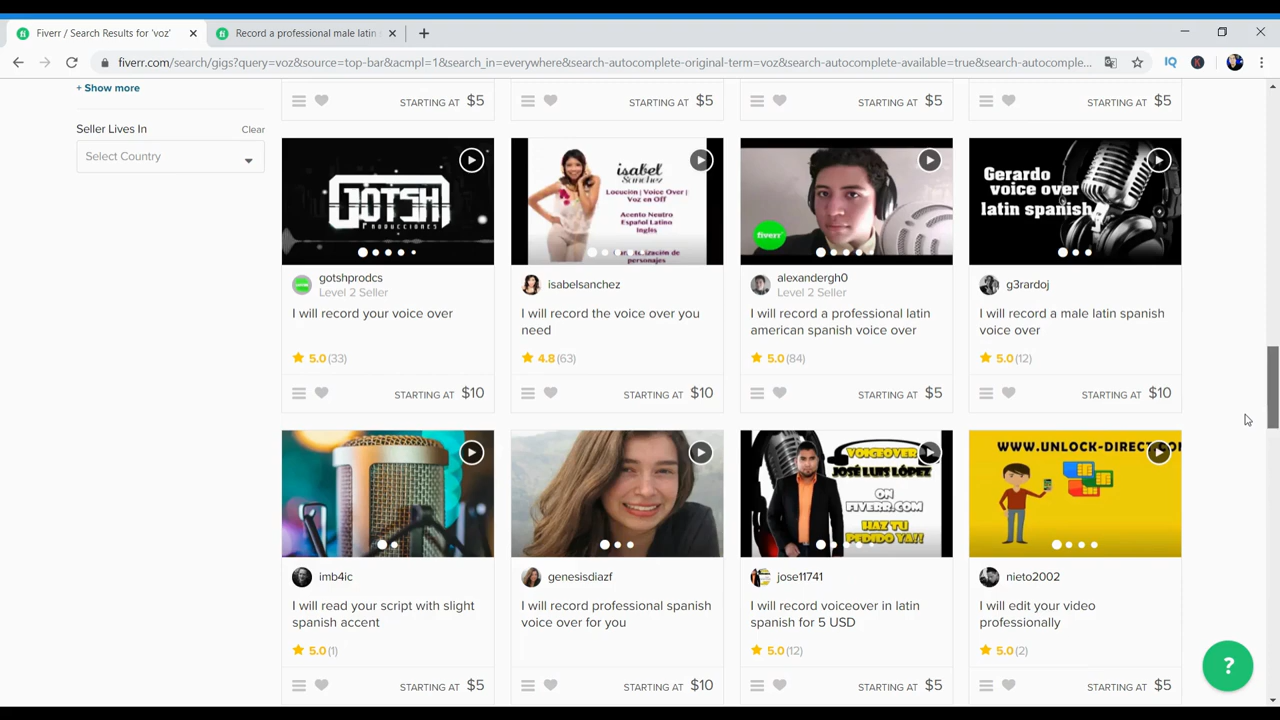 Fiverr / Search Results for 'voz'
Record a professional male latin
fiverr.com/search/gigs?query=voz&source=top-bar&acmpl=1&search_in=everywhere&search-autocomplete-original-term=voz&search-autocomplete-available=true&search-autocomple...
+ Show more
STARTING AT $5
STARTING AT $5
STARTING AT $5
STARTING AT $5
Seller Lives In
Clear
Select Country
GOTSH
PRODUCCIONES
isabel
Sanchez
Locución | Voice Over |
Voz en Off
Acento Neutro
Español Latino
Inglés
Caracterización de
personajes
fiverr
Gerardo
voice over
latin spanish
gotshprodcs
Level 2 Seller
I will record your voice over
5.0 (33)
STARTING AT $10
isabelsanchez
I will record the voice over you
need
4.8 (63)
STARTING AT $10
alexandergh0
Level 2 Seller
I will record a professional latin
american spanish voice over
5.0 (84)
STARTING AT $5
g3rardoj
I will record a male latin spanish
voice over
5.0 (12)
STARTING AT $10
VOICEOVER
JOSÉ LUIS LÓPEZ
ON
FIVERR.COM
HAZ TU
PEDIDO YA!!
WWW.UNLOCK-DIRECT.COM
imb4ic
I will read your script with slight
spanish accent
5.0 (1)
STARTING AT $5
genesisdiazf
I will record professional spanish
voice over for you
STARTING AT $10
jose11741
I will record voiceover in latin
spanish for 5 USD
5.0 (12)
STARTING AT $5
nieto2002
I will edit your video
professionally
5.0 (2)
STARTING AT $5
?